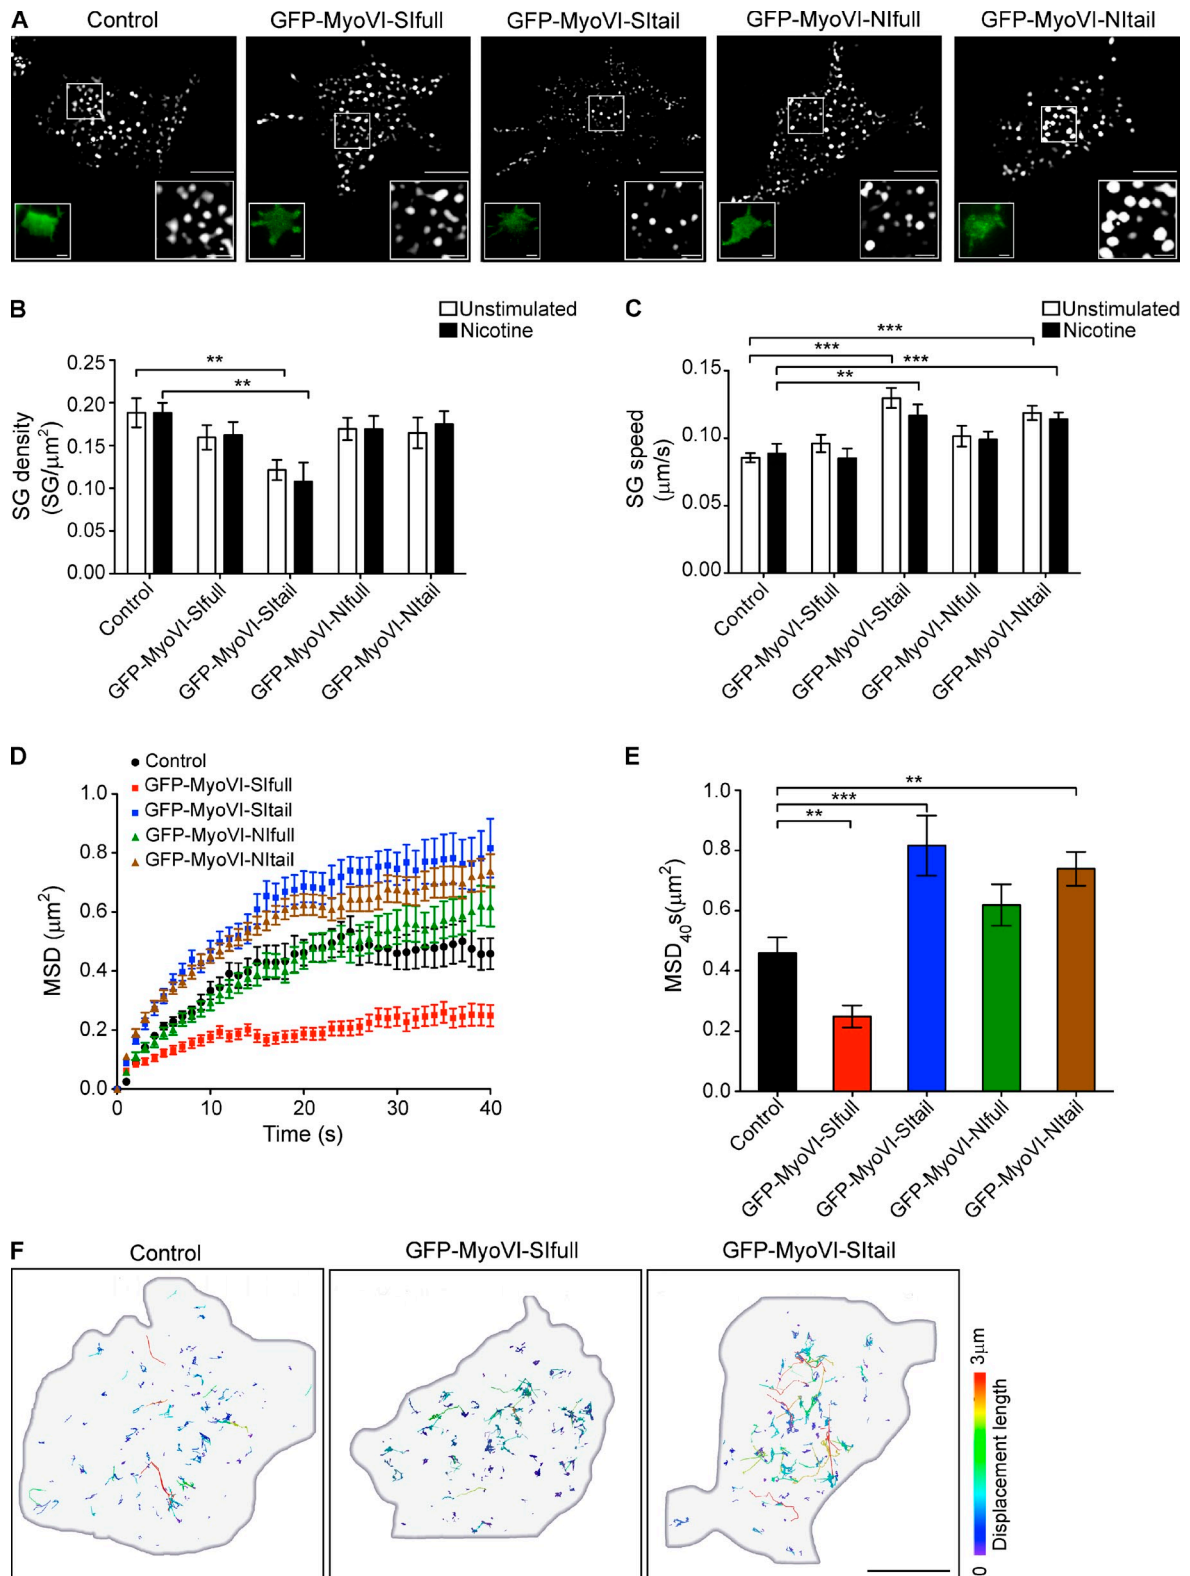 A
Control
GFP-MyoVI-SIfull
GFP-MyoVI-SItail
GFP-MyoVI-NIfull
GFP-MyoVI-NItail
B
Unstimulated
Nicotine
**
**
SG density
(SG/μm²)
0.25
0.20
0.15
0.10
0.05
0.00
Control
GFP-MyoVI-SIfull
GFP-MyoVI-SItail
GFP-MyoVI-NIfull
GFP-MyoVI-NItail
C
Unstimulated
Nicotine
***
***
***
**
SG speed
(μm/s)
0.15
0.10
0.05
0.00
Control
GFP-MyoVI-SIfull
GFP-MyoVI-SItail
GFP-MyoVI-NIfull
GFP-MyoVI-NItail
D
Control
GFP-MyoVI-SIfull
GFP-MyoVI-SItail
GFP-MyoVI-NIfull
GFP-MyoVI-NItail
MSD (μm²)
1.0
0.8
0.6
0.4
0.2
0.0
0 10 20 30 40
Time (s)
E
**
***
**
MSD₄₀s(μm²)
1.0
0.8
0.6
0.4
0.2
0.0
Control
GFP-MyoVI-SIfull
GFP-MyoVI-SItail
GFP-MyoVI-NIfull
GFP-MyoVI-NItail
F
Control
GFP-MyoVI-SIfull
GFP-MyoVI-SItail
3μm
Displacement length
0